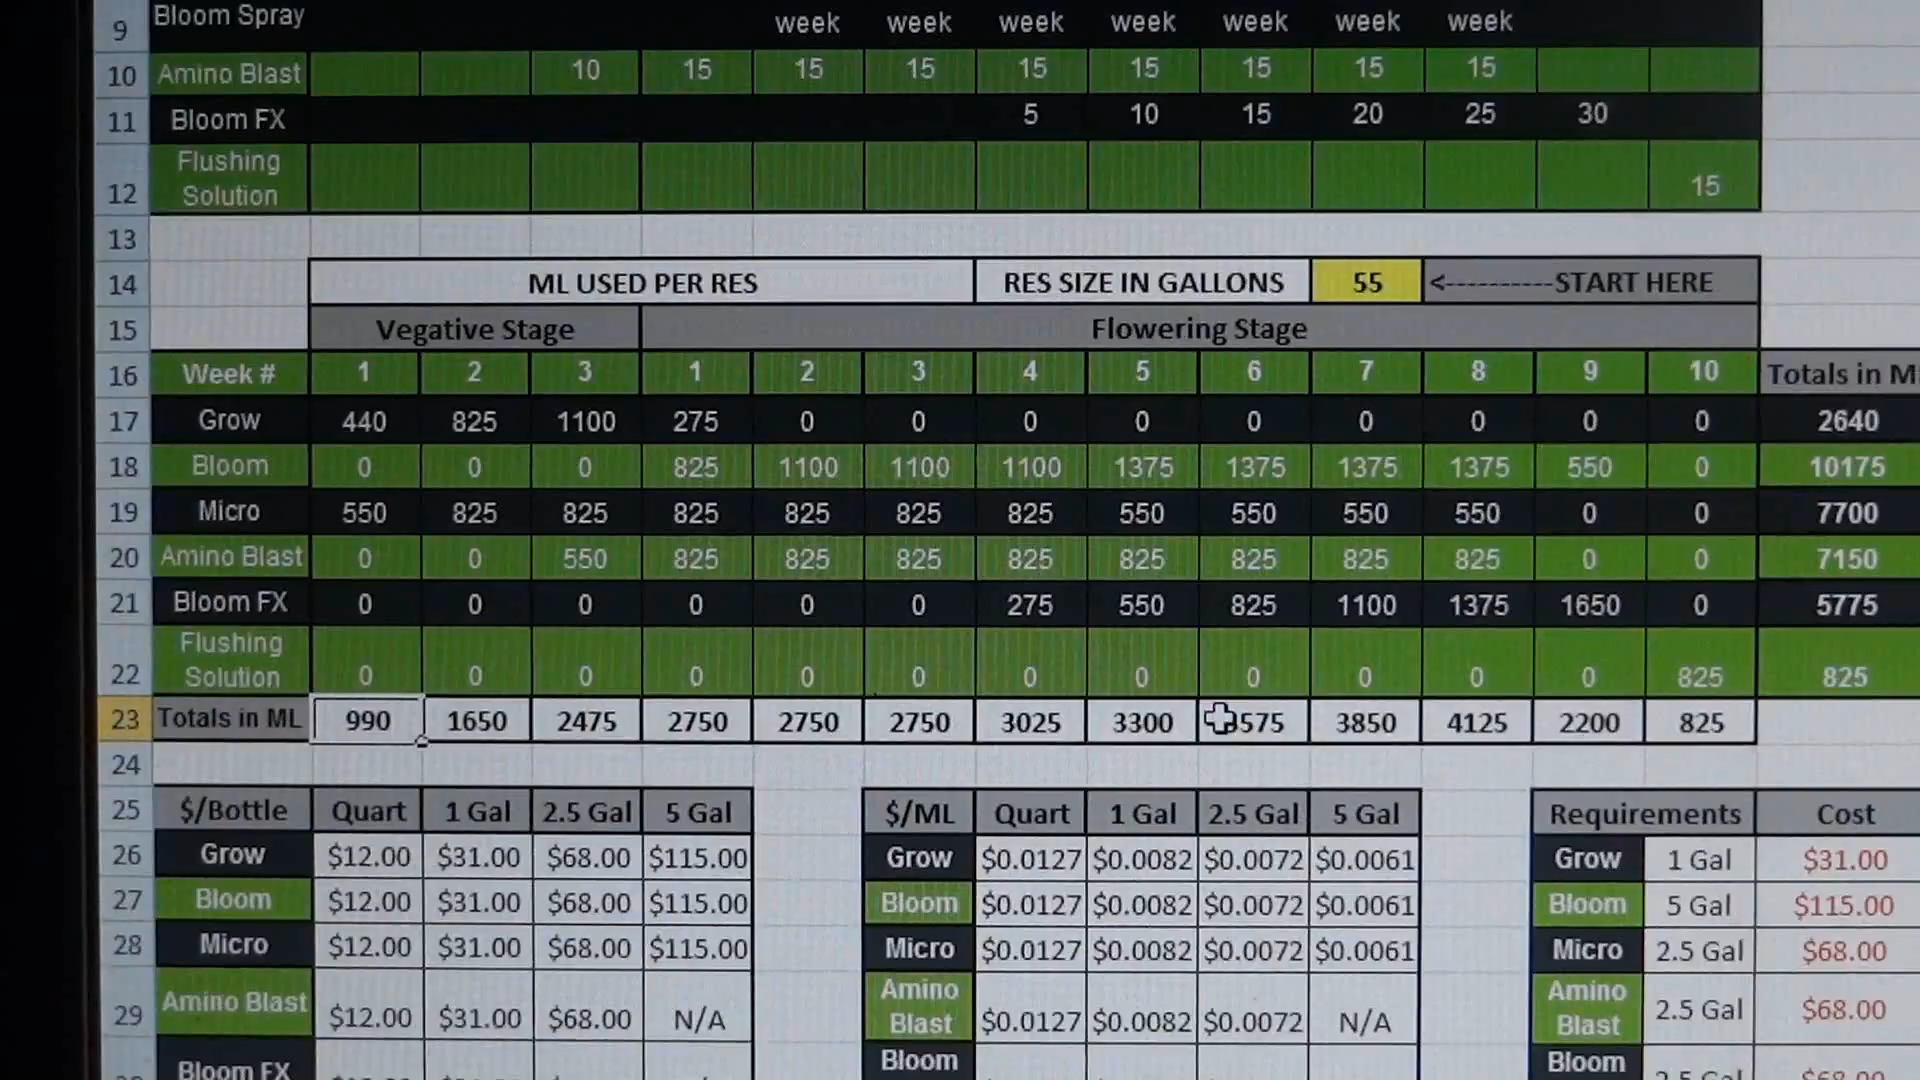 9 Bloom Spray week week week week week week week
10 Amino Blast 10 15 15 15 15 15 15 15 15
11 Bloom FX 5 10 15 20 25 30
12 Flushing Solution 15
13
14 ML USED PER RES RES SIZE IN GALLONS 55 <----------START HERE
15 Vegative Stage Flowering Stage
16 Week # 1 2 3 1 2 3 4 5 6 7 8 9 10 Totals in M
17 Grow 440 825 1100 275 0 0 0 0 0 0 0 0 0 2640
18 Bloom 0 0 0 825 1100 1100 1100 1375 1375 1375 1375 550 0 10175
19 Micro 550 825 825 825 825 825 825 550 550 550 550 0 0 7700
20 Amino Blast 0 0 550 825 825 825 825 825 825 825 825 0 0 7150
21 Bloom FX 0 0 0 0 0 0 275 550 825 1100 1375 1650 0 5775
22 Flushing Solution 0 0 0 0 0 0 0 0 0 0 0 0 825 825
23 Totals in ML 990 1650 2475 2750 2750 2750 3025 3300 3575 3850 4125 2200 825
24
25 $/Bottle Quart 1 Gal 2.5 Gal 5 Gal $/ML Quart 1 Gal 2.5 Gal 5 Gal Requirements Cost
26 Grow $12.00 $31.00 $68.00 $115.00 Grow $0.0127 $0.0082 $0.0072 $0.0061 Grow 1 Gal $31.00
27 Bloom $12.00 $31.00 $68.00 $115.00 Bloom $0.0127 $0.0082 $0.0072 $0.0061 Bloom 5 Gal $115.00
28 Micro $12.00 $31.00 $68.00 $115.00 Micro $0.0127 $0.0082 $0.0072 $0.0061 Micro 2.5 Gal $68.00
29 Amino Blast $12.00 $31.00 $68.00 N/A Amino Blast $0.0127 $0.0082 $0.0072 N/A Amino Blast 2.5 Gal $68.00
Bloom FX Bloom Bloom 2.5 Gal $68.00